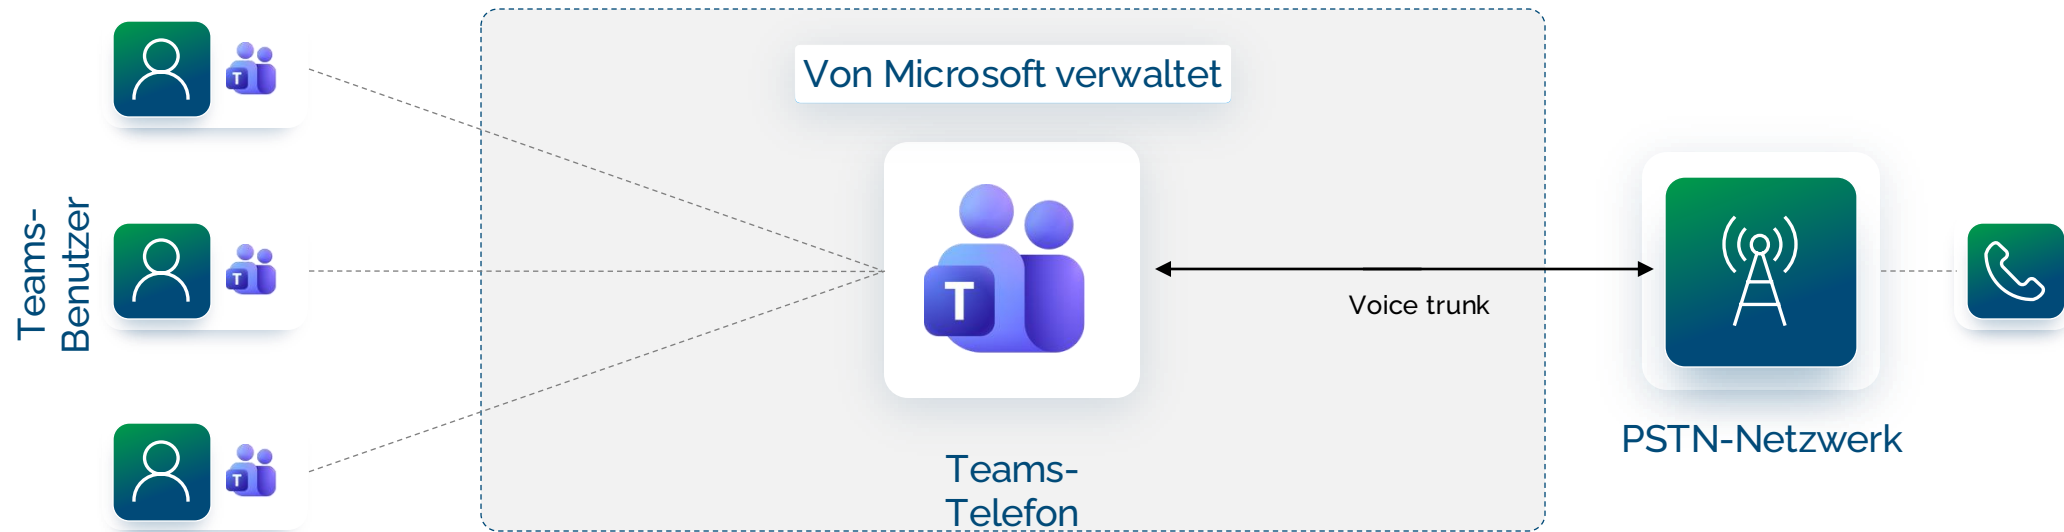 Teams-
Benutzer
T
T
T
Von Microsoft verwaltet
T
Teams-
Telefon
Voice trunk
PSTN-Netzwerk